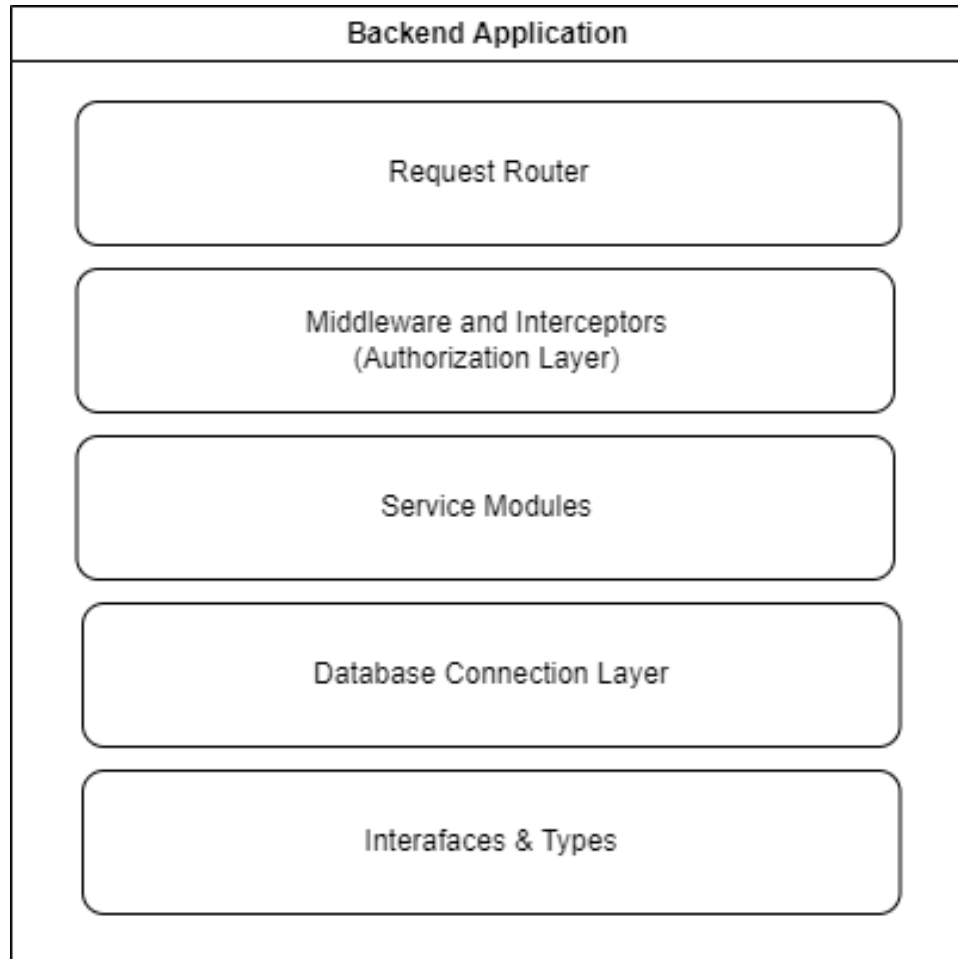 Backend Application
Request Router
Middleware and Interceptors
(Authorization Layer)
Service Modules
Database Connection Layer
Interafaces & Types